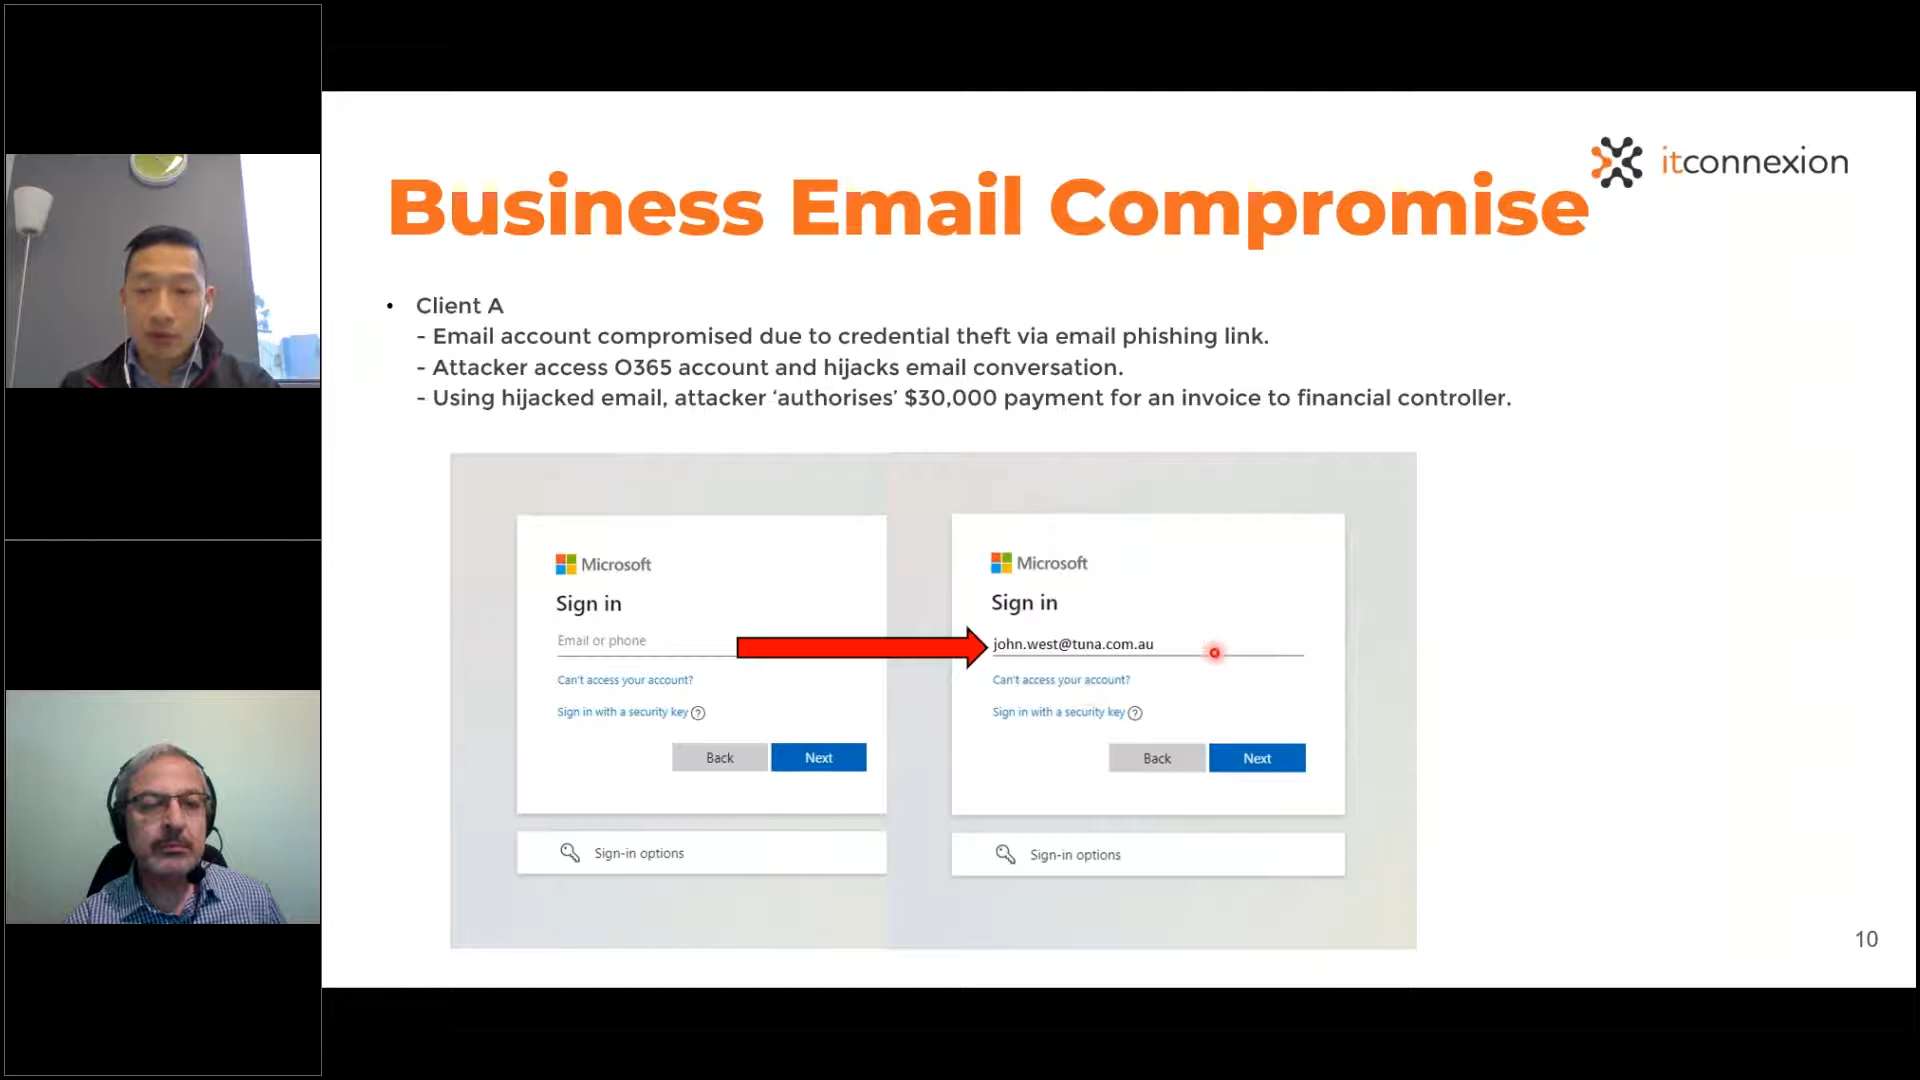 itconnexion
Business Email Compromise
• Client A
- Email account compromised due to credential theft via email phishing link.
- Attacker access O365 account and hijacks email conversation.
- Using hijacked email, attacker ‘authorises’ $30,000 payment for an invoice to financial controller.
Microsoft
Sign in
Email or phone
Can't access your account?
Sign in with a security key ?
Back
Next
Sign-in options
Microsoft
Sign in
john.west@tuna.com.au
Can't access your account?
Sign in with a security key ?
Back
Next
Sign-in options
10